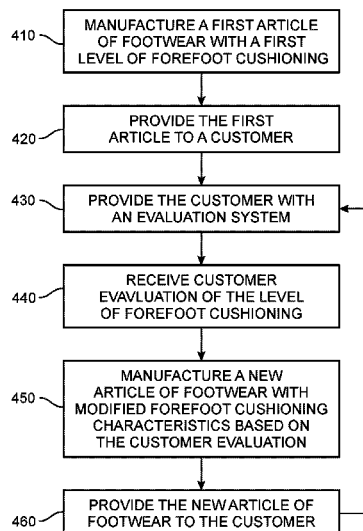 410
MANUFACTURE A FIRST ARTICLE
OF FOOTWEAR WITH A FIRST
LEVEL OF FOREFOOT CUSHIONING
420
PROVIDE THE FIRST
ARTICLE TO A CUSTOMER
430
PROVIDE THE CUSTOMER WITH
AN EVALUATION SYSTEM
440
RECEIVE CUSTOMER
EVAVLUATION OF THE LEVEL
OF FOREFOOT CUSHIONING
450
MANUFACTURE A NEW
ARTICLE OF FOOTWEAR WITH
MODIFIED FOREFOOT CUSHIONING
CHARACTERISTICS BASED ON
THE CUSTOMER EVALUATION
460
PROVIDE THE NEW ARTICLE OF
FOOTWEAR TO THE CUSTOMER